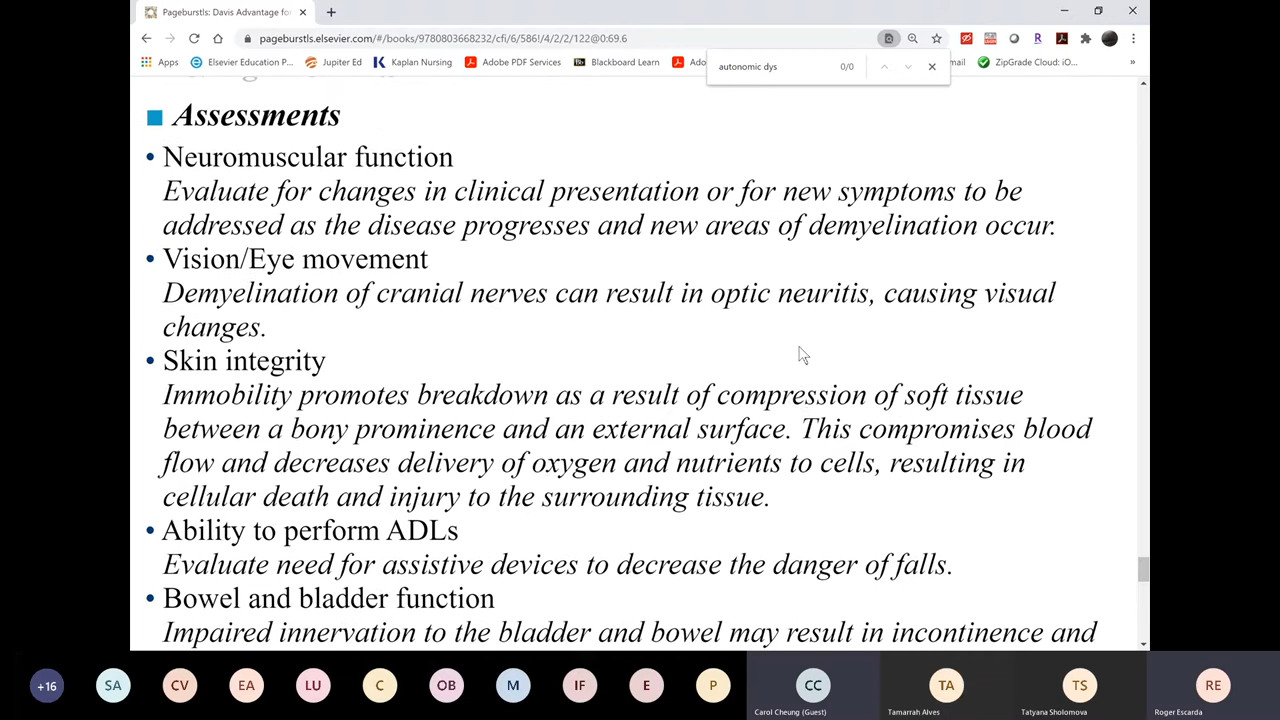 Pageburstls: Davis Advantage for
pageburstls.elsevier.com/#/books/9780803668232/cfi/6/586!/4/2/2/122@0:69.6
Apps
Elsevier Education P...
Jupiter Ed
Kaplan Nursing
Adobe PDF Services
Bb
Blackboard Learn
Ad
autonomic dys
0/0
mail
ZipGrade Cloud: iO...
»
Assessments
• Neuromuscular function
Evaluate for changes in clinical presentation or for new symptoms to be
addressed as the disease progresses and new areas of demyelination occur.
• Vision/Eye movement
Demyelination of cranial nerves can result in optic neuritis, causing visual
changes.
• Skin integrity
Immobility promotes breakdown as a result of compression of soft tissue
between a bony prominence and an external surface. This compromises blood
flow and decreases delivery of oxygen and nutrients to cells, resulting in
cellular death and injury to the surrounding tissue.
• Ability to perform ADLs
Evaluate need for assistive devices to decrease the danger of falls.
• Bowel and bladder function
Impaired innervation to the bladder and bowel may result in incontinence and
+16
SA
CV
EA
LU
C
OB
M
IF
E
P
CC
TA
TS
RE
Carol Cheung (Guest)
Tamarrah Alves
Tatyana Sholomova
Roger Escarda